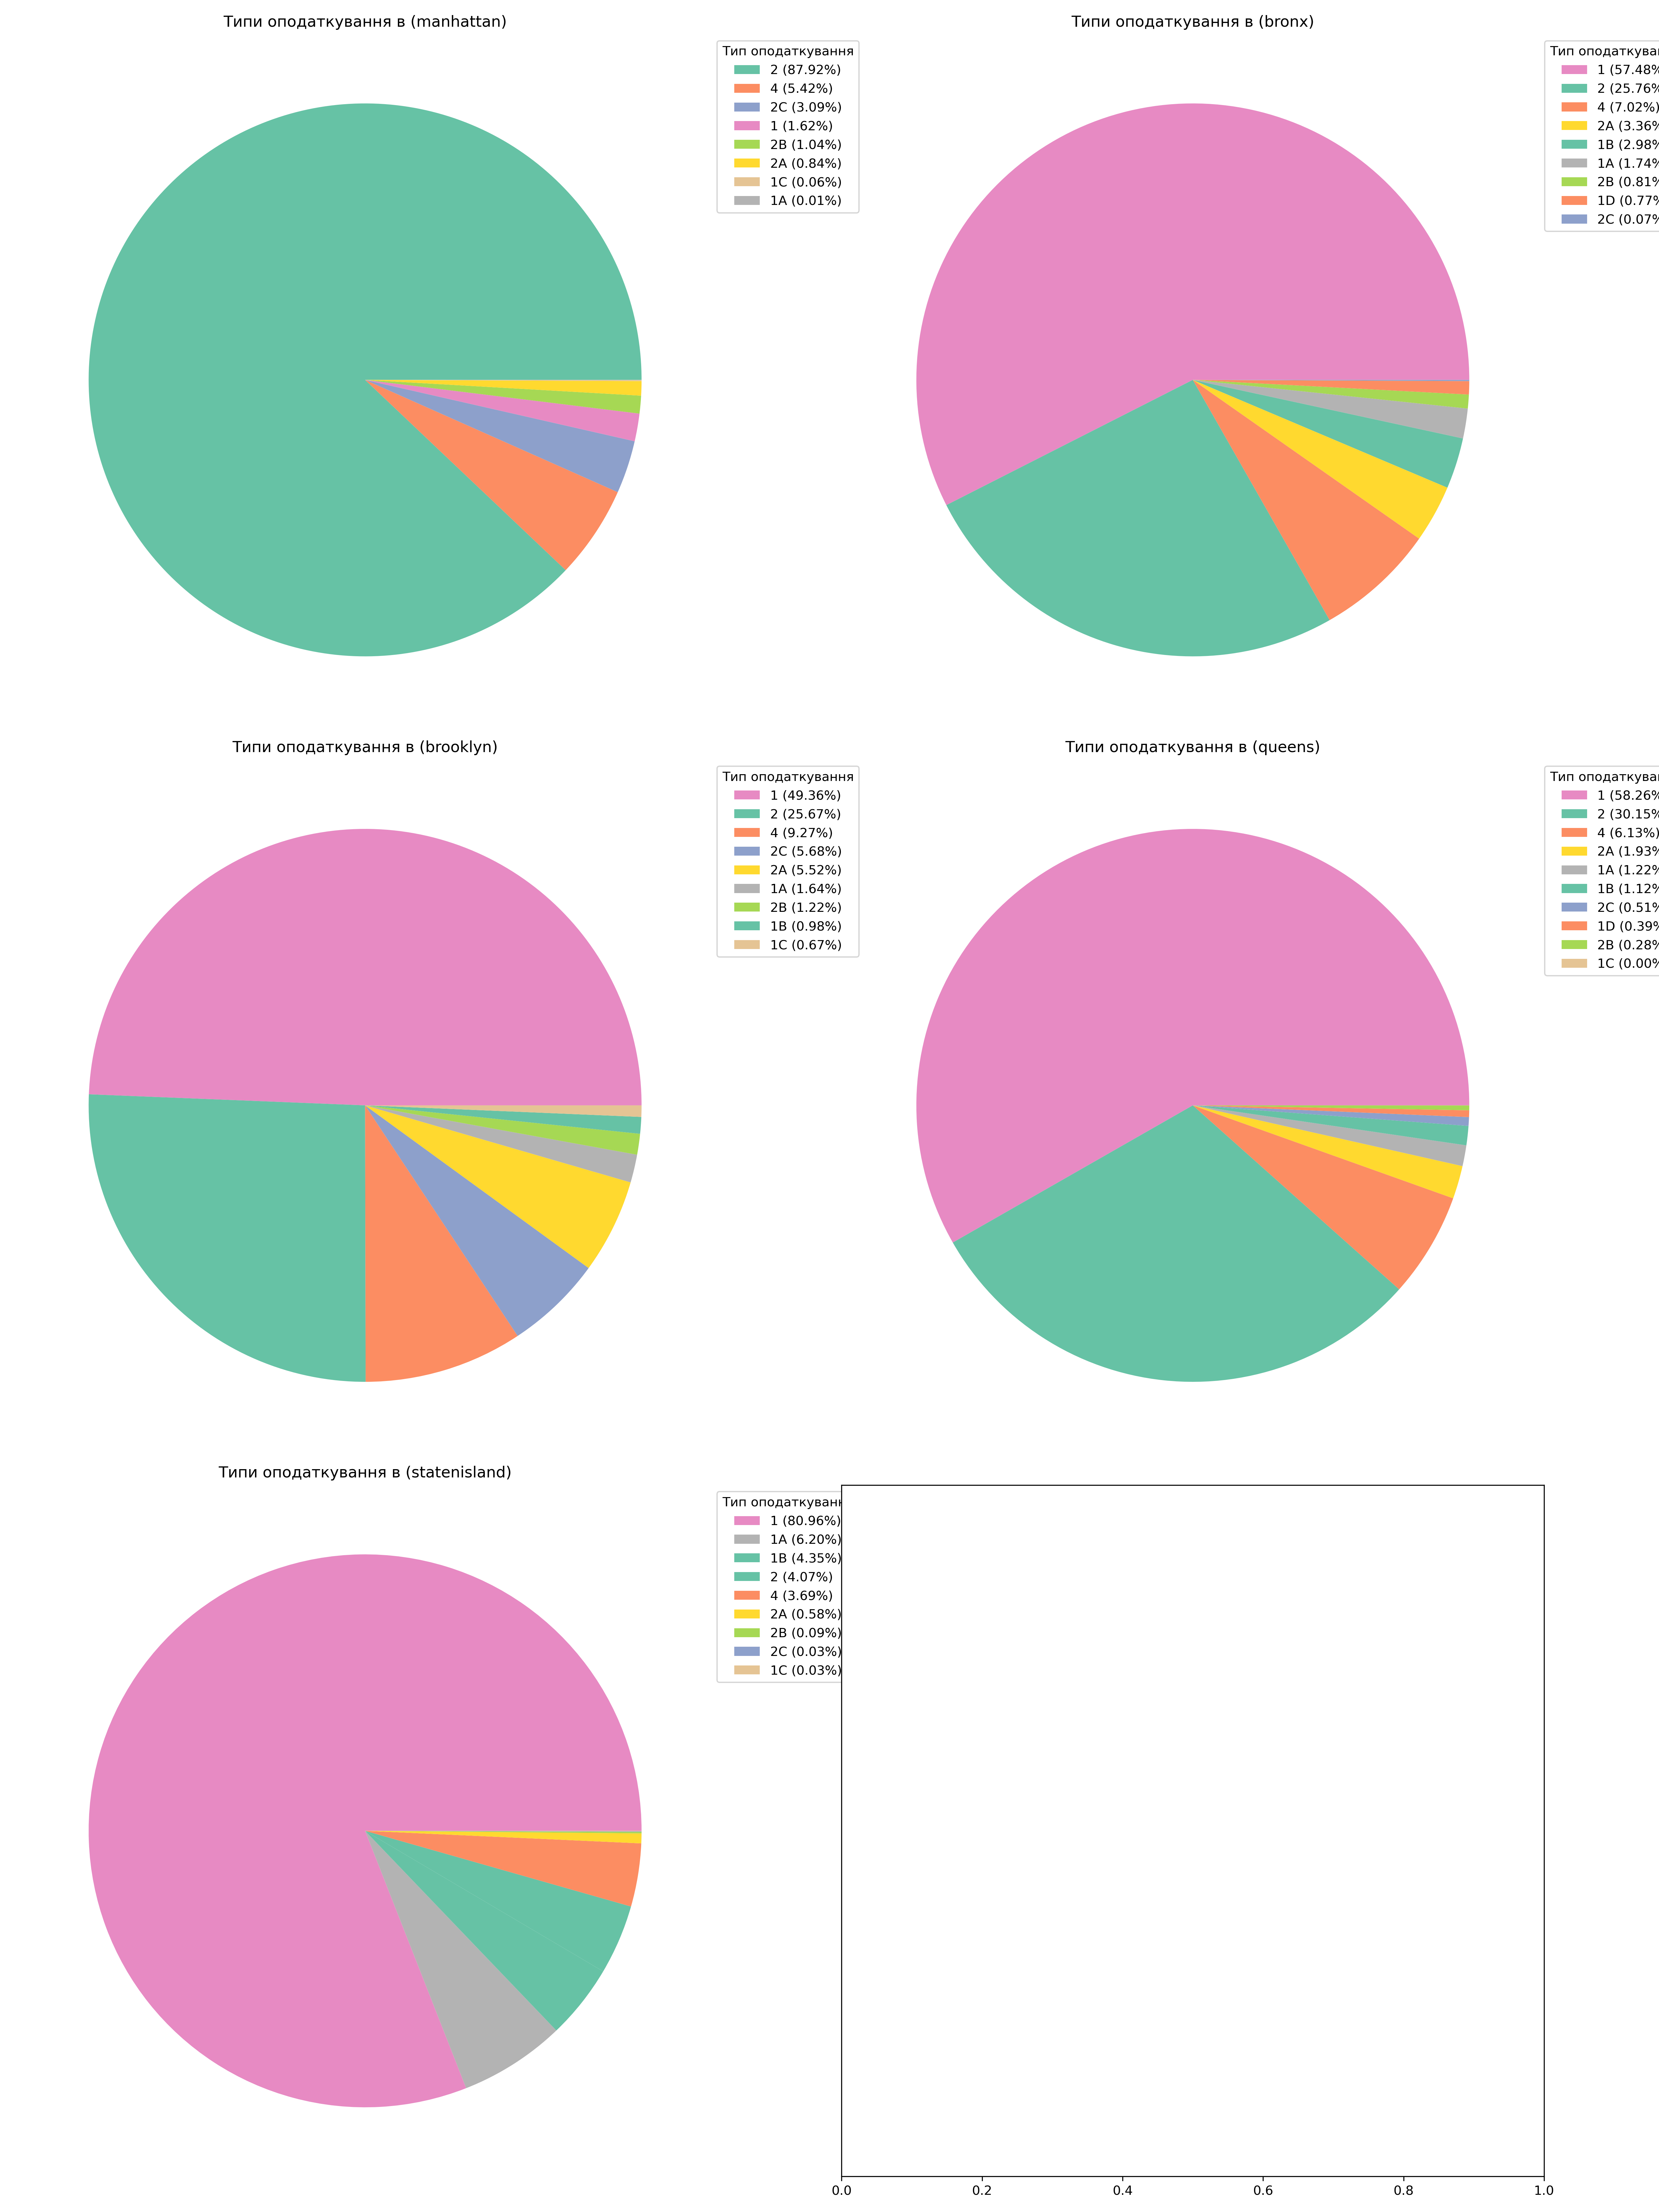 Типи оподаткування в (manhattan)
Тип оподаткування
2 (87.92%)
4 (5.42%)
2C (3.09%)
1 (1.62%)
2B (1.04%)
2A (0.84%)
1C (0.06%)
1A (0.01%)
Типи оподаткування в (bronx)
Тип оподаткуван
1 (57.48%
2 (25.76%
4 (7.02%)
2A (3.36%
1B (2.98%
1A (1.74%
2B (0.81%
1D (0.77%
2C (0.07%
Типи оподаткування в (brooklyn)
Тип оподаткування
1 (49.36%)
2 (25.67%)
4 (9.27%)
2C (5.68%)
2A (5.52%)
1A (1.64%)
2B (1.22%)
1B (0.98%)
1C (0.67%)
Типи оподаткування в (queens)
Тип оподаткуван
1 (58.26%
2 (30.15%
4 (6.13%)
2A (1.93%
1A (1.22%
1B (1.12%
2C (0.51%
1D (0.39%
2B (0.28%
1C (0.00%
Типи оподаткування в (statenisland)
Тип оподаткуванн
1 (80.96%)
1A (6.20%)
1B (4.35%)
2 (4.07%)
4 (3.69%)
2A (0.58%)
2B (0.09%)
2C (0.03%)
1C (0.03%)
0.0 0.2 0.4 0.6 0.8 1.0